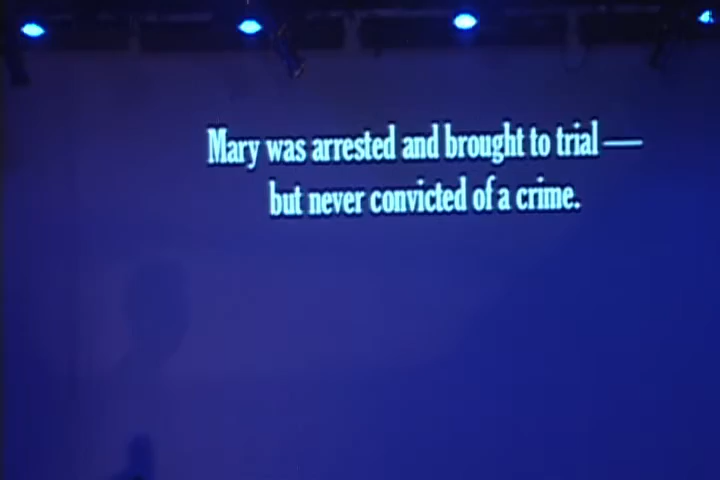 Mary was arrested and brought to trial —
but never convicted of a crime.